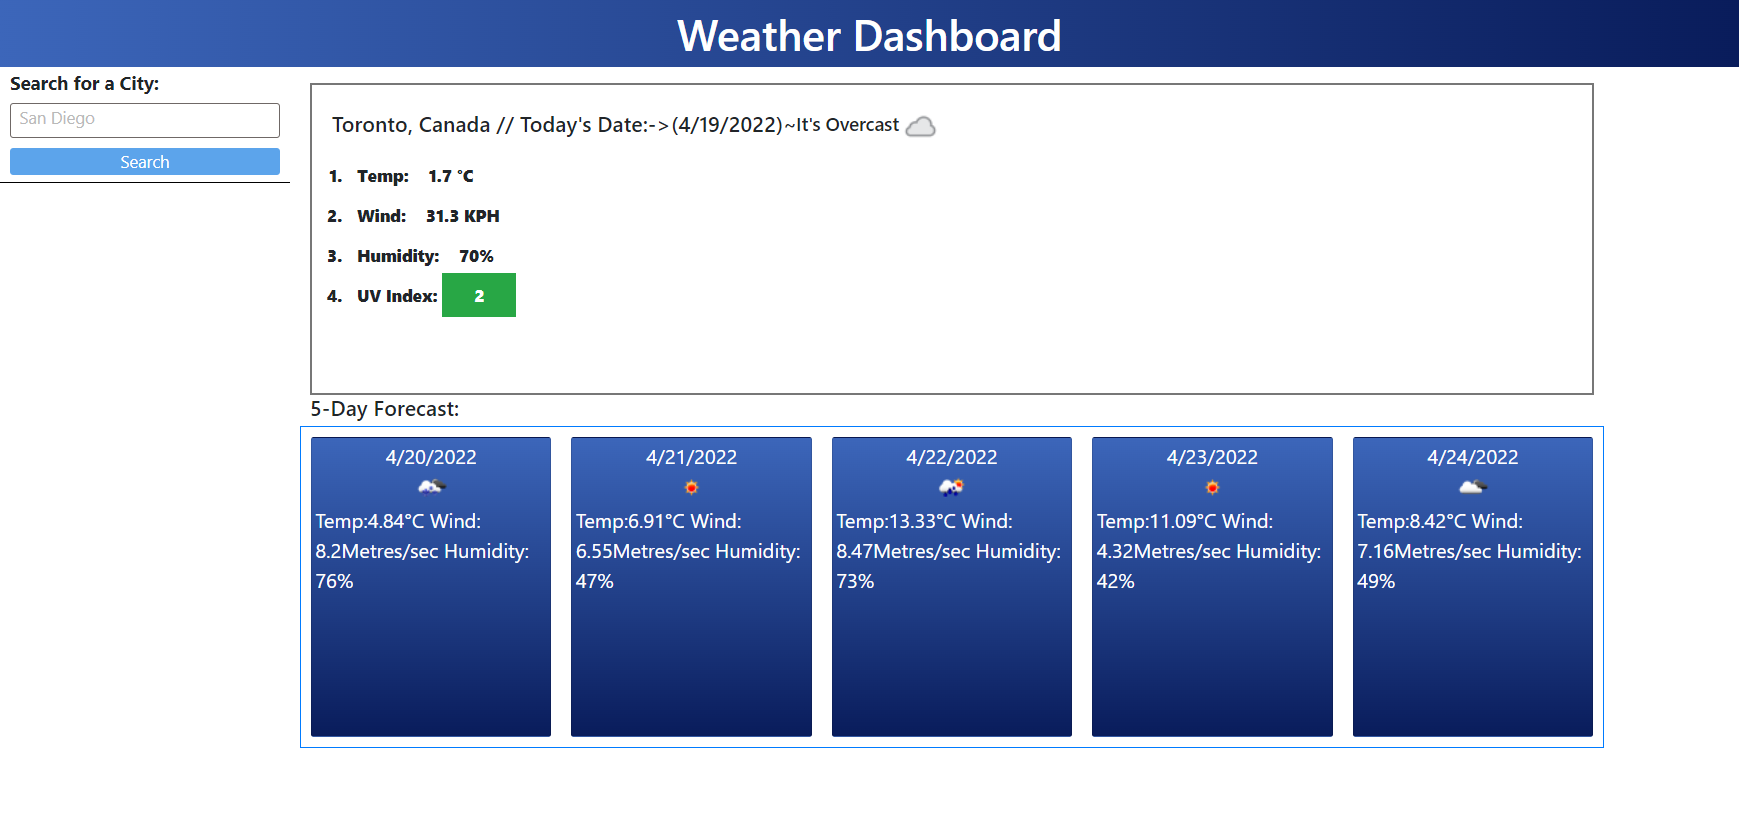 Weather Dashboard
Search for a City:
San Diego
Search
Toronto, Canada // Today's Date:->(4/19/2022)~It's Overcast
1. Temp: 1.7 °C
2. Wind: 31.3 KPH
3. Humidity: 70%
4. UV Index: 2
5-Day Forecast:
4/20/2022
Temp:4.84°C Wind:
8.2Metres/sec Humidity:
76%
4/21/2022
Temp:6.91°C Wind:
6.55Metres/sec Humidity:
47%
4/22/2022
Temp:13.33°C Wind:
8.47Metres/sec Humidity:
73%
4/23/2022
Temp:11.09°C Wind:
4.32Metres/sec Humidity:
42%
4/24/2022
Temp:8.42°C Wind:
7.16Metres/sec Humidity:
49%